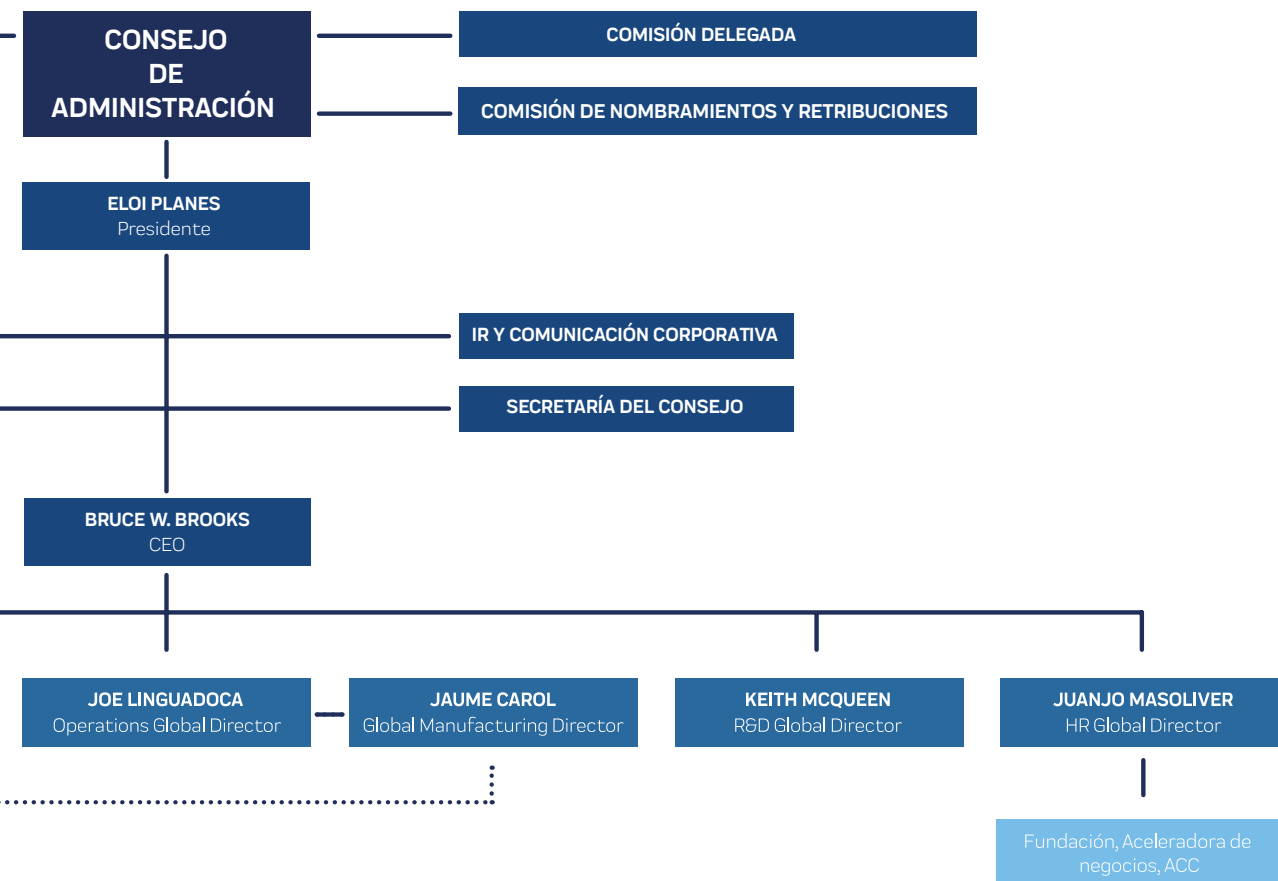 CONSEJO
DE
ADMINISTRACIÓN
COMISIÓN DELEGADA
COMISIÓN DE NOMBRAMIENTOS Y RETRIBUCIONES
ELOI PLANES
Presidente
IR Y COMUNICACIÓN CORPORATIVA
SECRETARÍA DEL CONSEJO
BRUCE W. BROOKS
CEO
JOE LINGUADOCA
Operations Global Director
JAUME CAROL
Global Manufacturing Director
KEITH MCQUEEN
R&D Global Director
JUANJO MASOLIVER
HR Global Director
Fundación, Aceleradora de
negocios, ACC